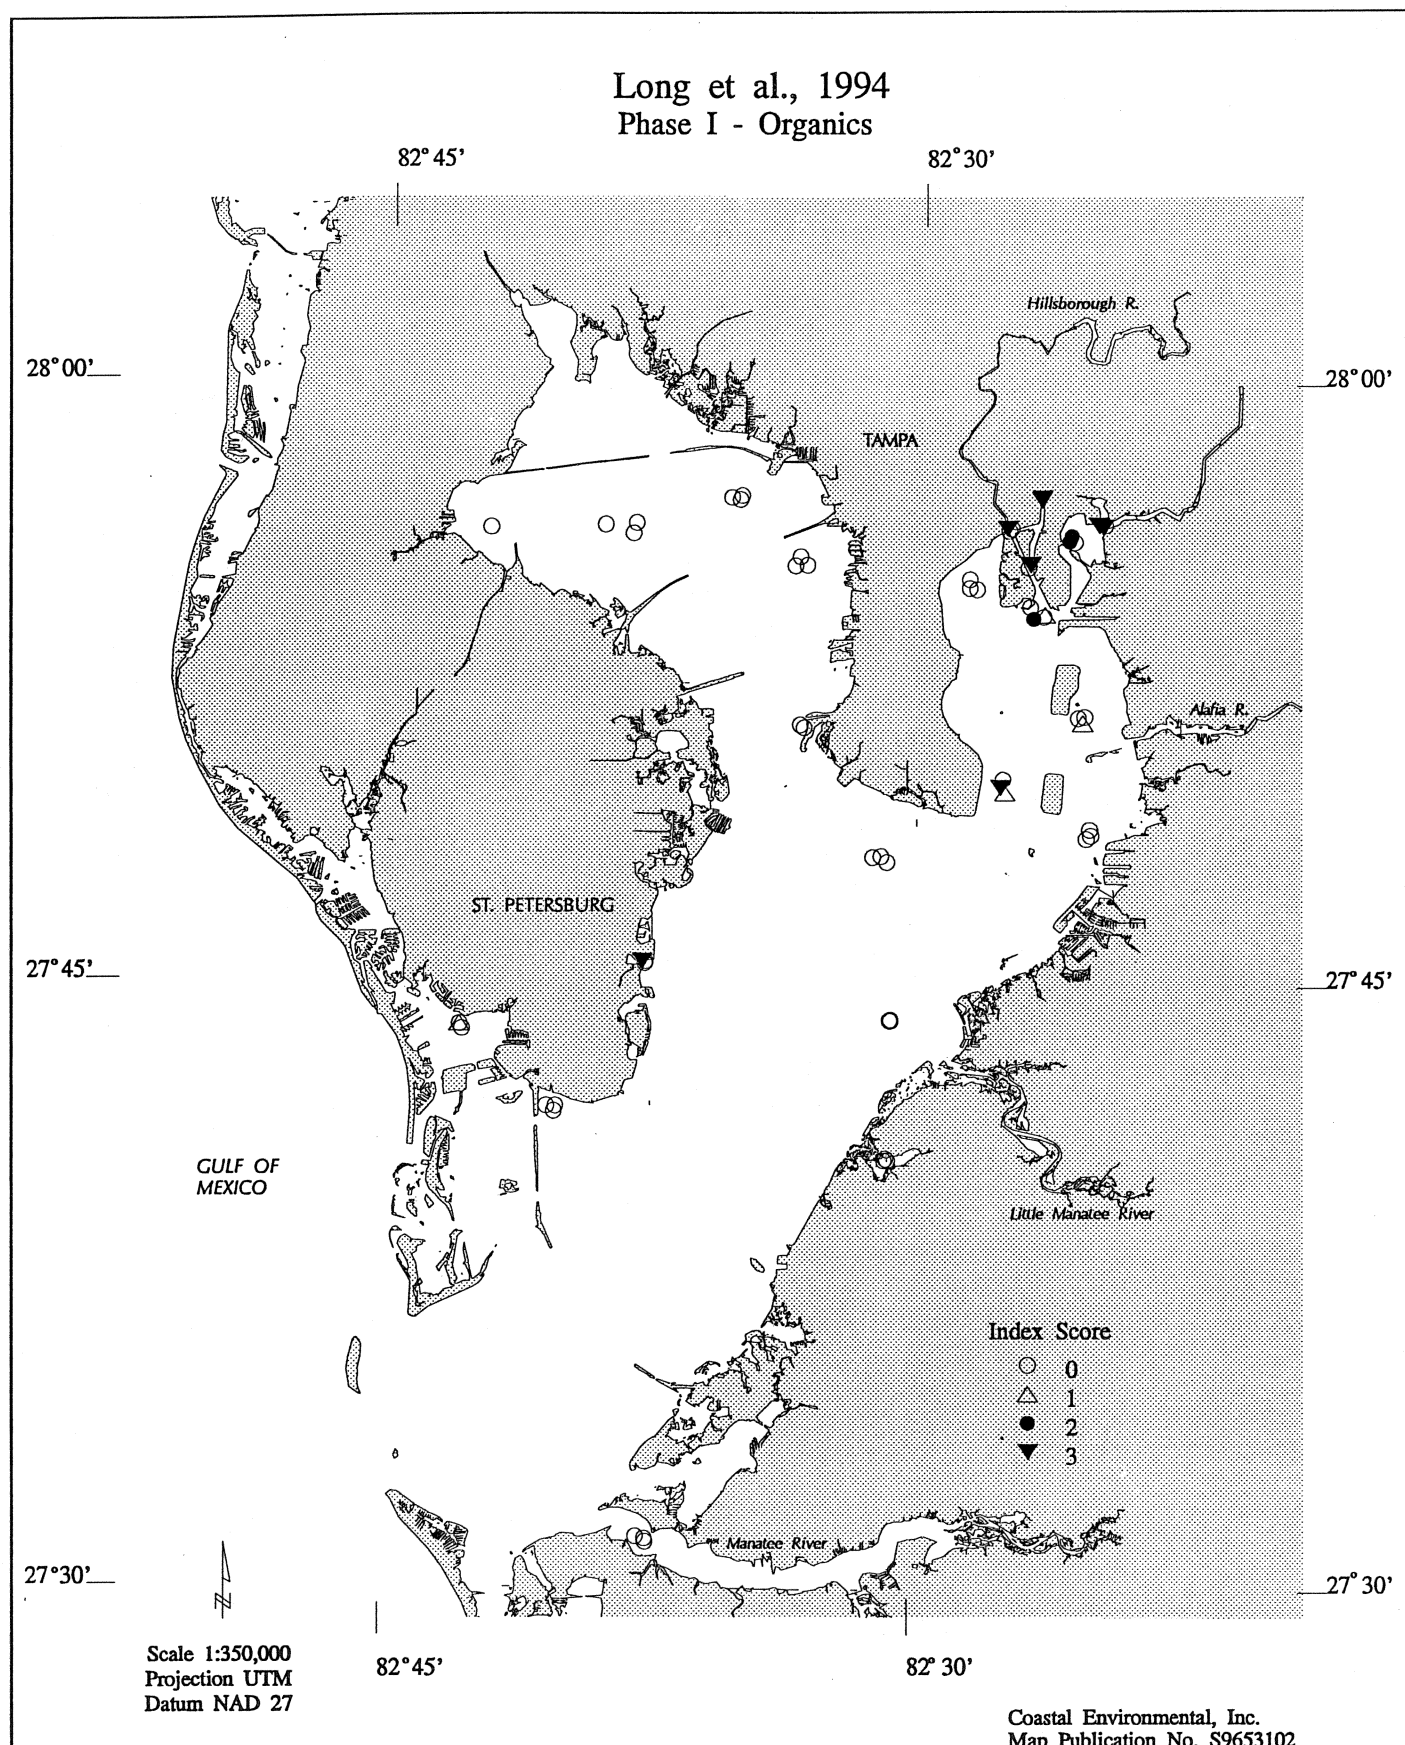 Long et al., 1994
Phase I - Organics
82°45'
82°30'
Hillsborough R.
28°00'
28°00'
TAMPA
Alafia R.
ST. PETERSBURG
27°45'
27°45'
GULF OF
MEXICO
Little Manatee River
Index Score
0
1
2
3
Manatee River
27°30'
27°30'
N
Scale 1:350,000
Projection UTM
Datum NAD 27
82°45'
82°30'
Coastal Environmental, Inc.
Map Publication No. S9653102